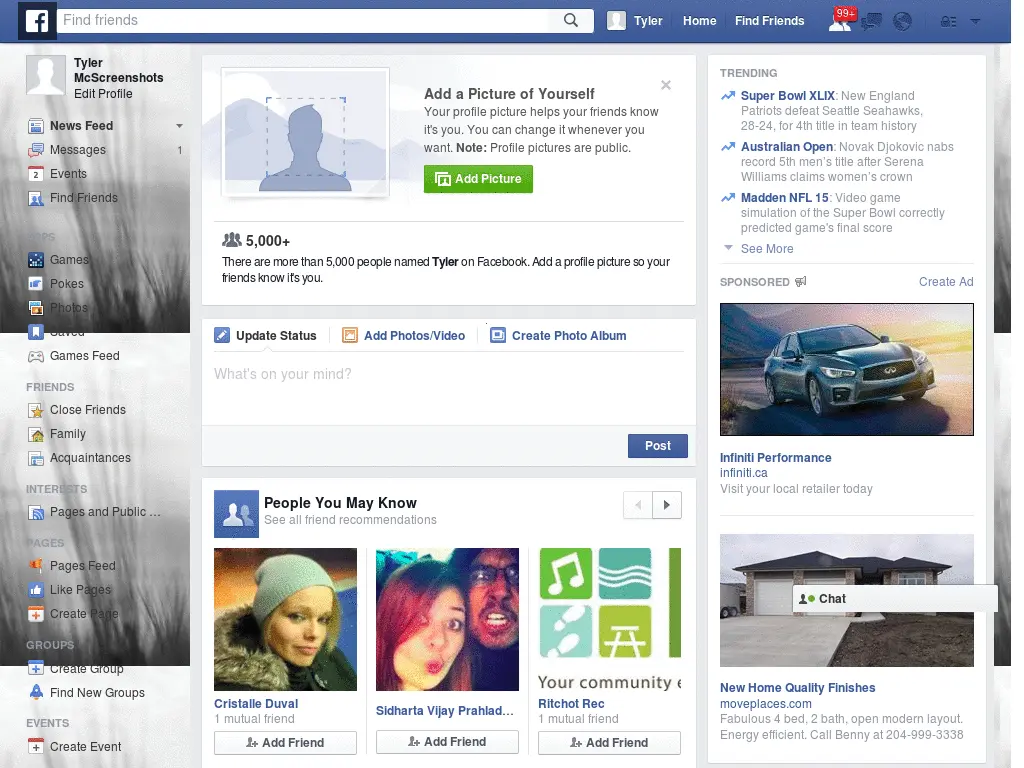 Find friends
Tyler
Home
Find Friends
99+
Tyler
McScreenshots
Edit Profile
News Feed
Messages
1
2
Events
Find Friends
APPS
Games
Pokes
Photos
Saved
Games Feed
FRIENDS
Close Friends
Family
Acquaintances
INTERESTS
Pages and Public ...
PAGES
Pages Feed
Like Pages
Create Page
GROUPS
Create Group
Find New Groups
EVENTS
Create Event
Add a Picture of Yourself
Your profile picture helps your friends know
it's you. You can change it whenever you
want. Note: Profile pictures are public.
Add Picture
5,000+
There are more than 5,000 people named Tyler on Facebook. Add a profile picture so your
friends know it's you.
Update Status
Add Photos/Video
Create Photo Album
What's on your mind?
Post
People You May Know
See all friend recommendations
Cristalle Duval
1 mutual friend
Add Friend
Sidharta Vijay Prahlad...
Add Friend
Your community
Ritchot Rec
1 mutual friend
Add Friend
TRENDING
Super Bowl XLIX: New England
Patriots defeat Seattle Seahawks,
28-24, for 4th title in team history
Australian Open: Novak Djokovic nabs
record 5th men's title after Serena
Williams claims women's crown
Madden NFL 15: Video game
simulation of the Super Bowl correctly
predicted game's final score
See More
SPONSORED
Create Ad
Infiniti Performance
infiniti.ca
Visit your local retailer today
Chat
New Home Quality Finishes
moveplaces.com
Fabulous 4 bed, 2 bath, open modern layout.
Energy efficient. Call Benny at 204-999-3338